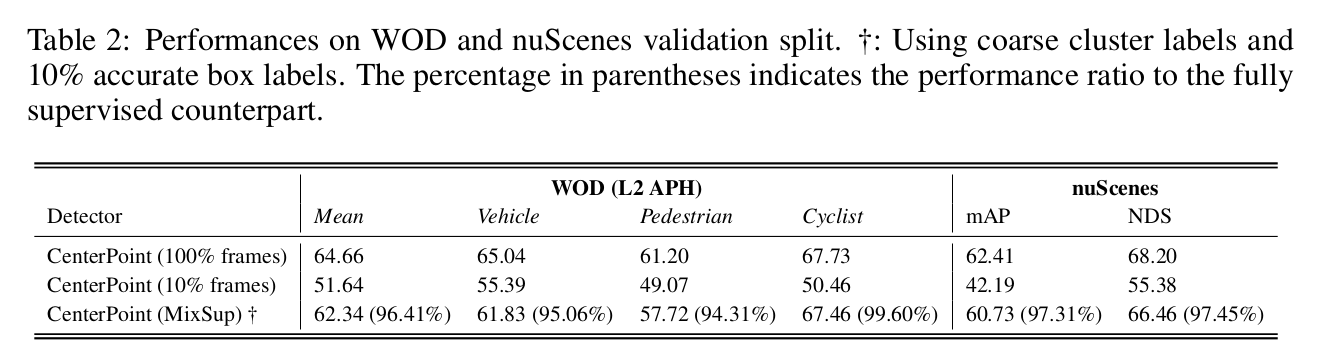 Table 2: Performances on WOD and nuScenes validation split. †: Using coarse cluster labels and
10% accurate box labels. The percentage in parentheses indicates the performance ratio to the fully
supervised counterpart.
WOD (L2 APH) nuScenes
Detector Mean Vehicle Pedestrian Cyclist mAP NDS
CenterPoint (100% frames) 64.66 65.04 61.20 67.73 62.41 68.20
CenterPoint (10% frames) 51.64 55.39 49.07 50.46 42.19 55.38
CenterPoint (MixSup) † 62.34 (96.41%) 61.83 (95.06%) 57.72 (94.31%) 67.46 (99.60%) 60.73 (97.31%) 66.46 (97.45%)